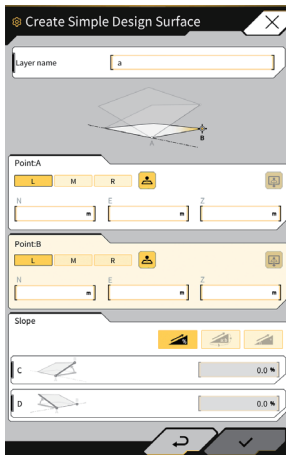 Create Simple Design Surface
Layer name a
A
B
Point:A
L M R
N E Z
m m m
Point:B
L M R
N E Z
m m m
Slope
C 0.0 %
D 0.0 %